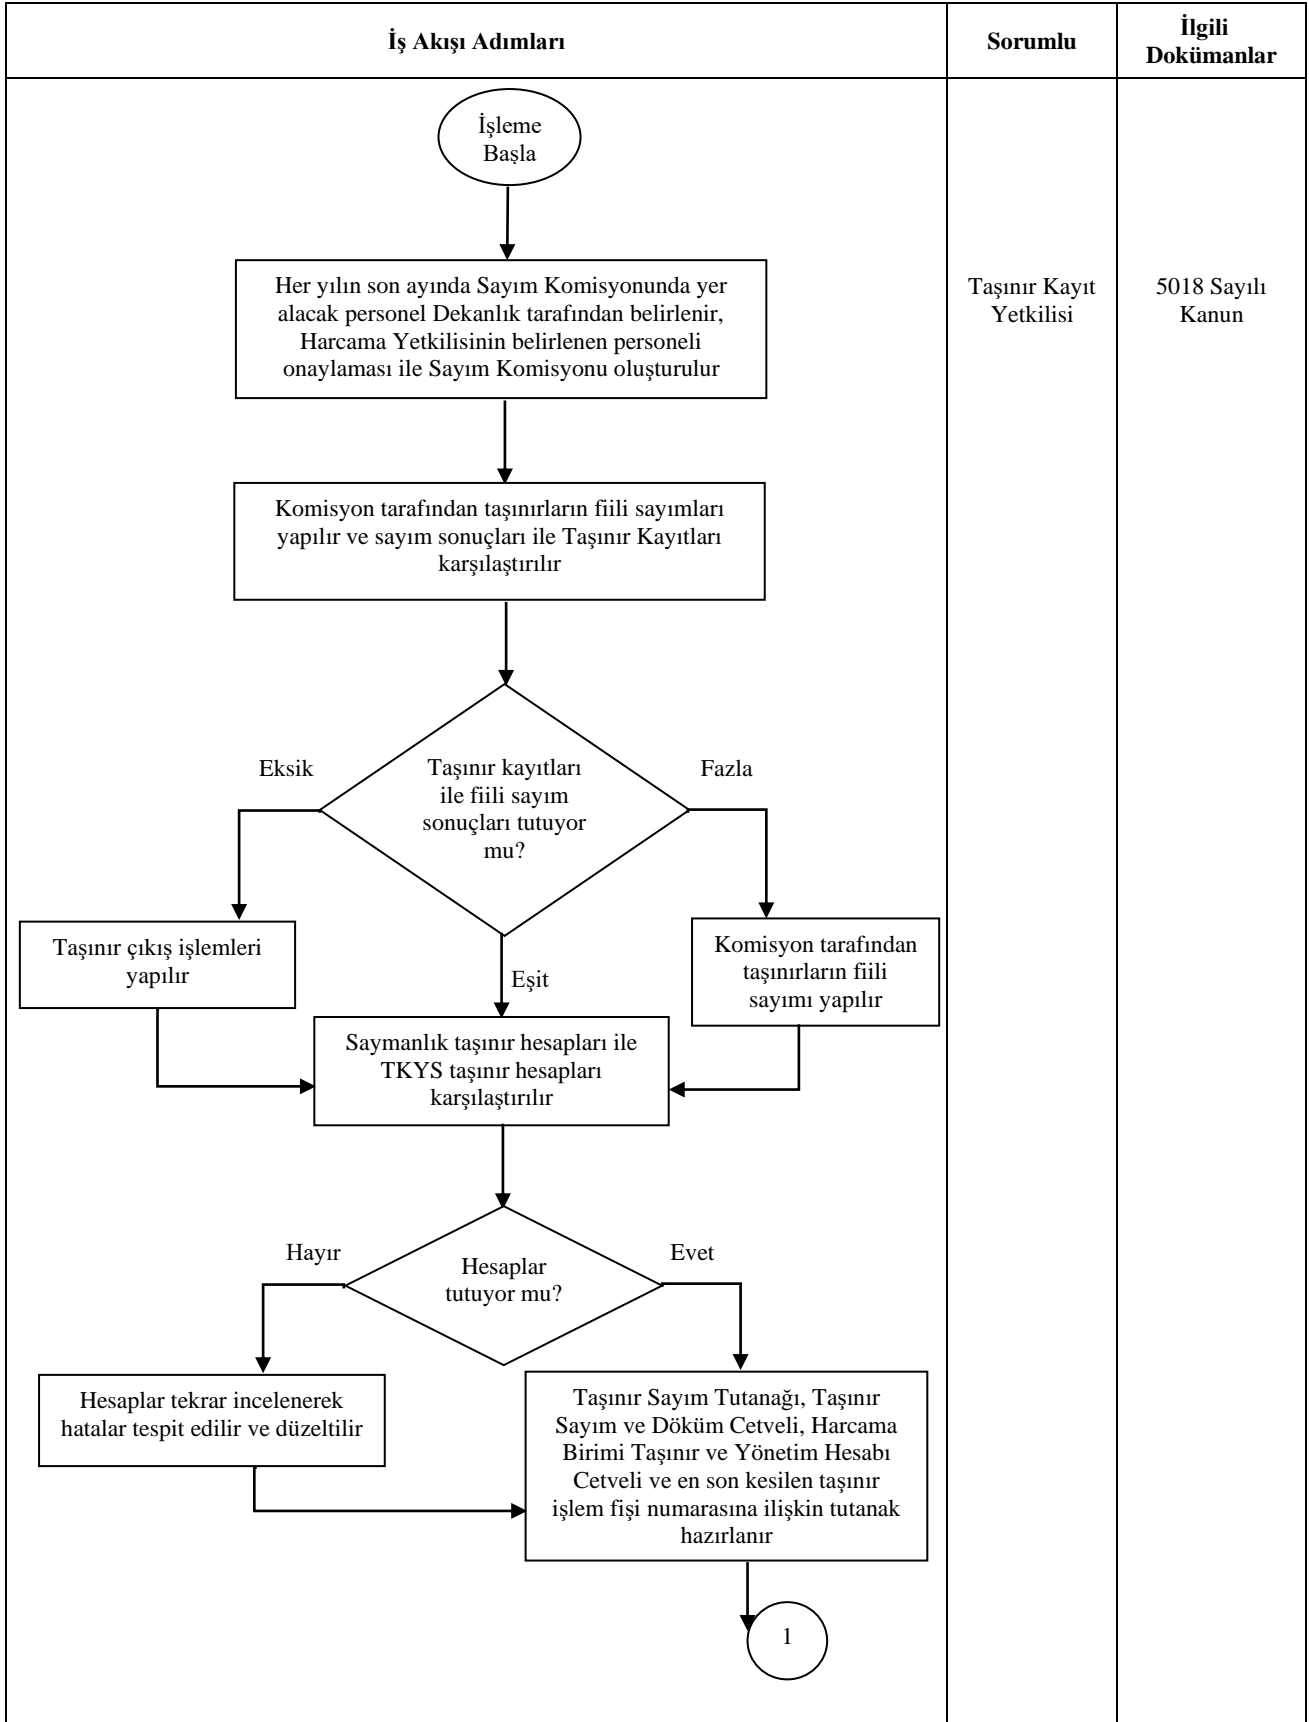 İş Akışı Adımları
Sorumlu
İlgili
Dokümanlar
İşleme
Başla
Her yılın son ayında Sayım Komisyonunda yer
alacak personel Dekanlık tarafından belirlenir,
Harcama Yetkilisinin belirlenen personeli
onaylaması ile Sayım Komisyonu oluşturulur
Taşınır Kayıt
Yetkilisi
5018 Sayılı
Kanun
Komisyon tarafından taşınırların fiili sayımları
yapılır ve sayım sonuçları ile Taşınır Kayıtları
karşılaştırılır
Eksik
Taşınır kayıtları
ile fiili sayım
sonuçları tutuyor
mu?
Fazla
Taşınır çıkış işlemleri
yapılır
Eşit
Komisyon tarafından
taşınırların fiili
sayımı yapılır
Saymanlık taşınır hesapları ile
TKYS taşınır hesapları
karşılaştırılır
Hayır
Hesaplar
tutuyor mu?
Evet
Hesaplar tekrar incelenerek
hatalar tespit edilir ve düzeltilir
Taşınır Sayım Tutanağı, Taşınır
Sayım ve Döküm Cetveli, Harcama
Birimi Taşınır ve Yönetim Hesabı
Cetveli ve en son kesilen taşınır
işlem fişi numarasına ilişkin tutanak
hazırlanır
1